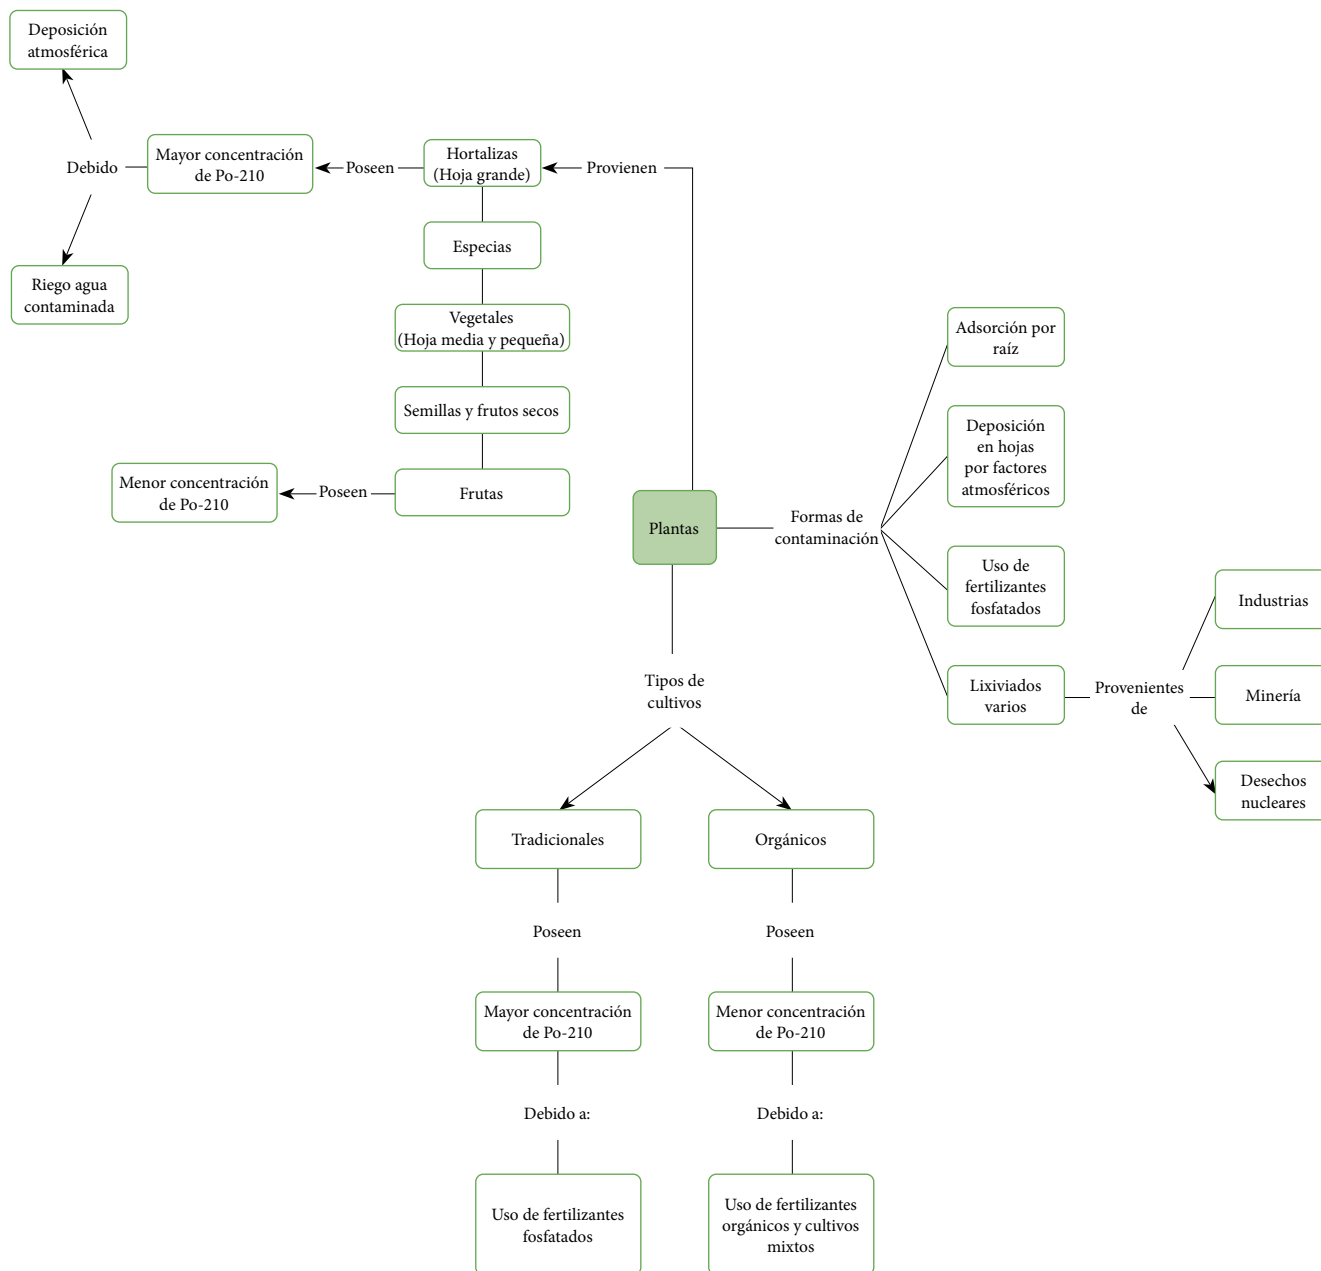 Deposición
atmosférica
Debido
Mayor concentración
de Po-210
Poseen
Hortalizas
(Hoja grande)
Provienen
Riego agua
contaminada
Especias
Vegetales
(Hoja media y pequeña)
Semillas y frutos secos
Menor concentración
de Po-210
Poseen
Frutas
Plantas
Formas de
contaminación
Adsorción por
raíz
Deposición
en hojas
por factores
atmosféricos
Uso de
fertilizantes
fosfatados
Lixiviados
varios
Provenientes
de
Industrias
Minería
Desechos
nucleares
Tipos de
cultivos
Tradicionales
Orgánicos
Poseen
Poseen
Mayor concentración
de Po-210
Menor concentración
de Po-210
Debido a:
Debido a:
Uso de fertilizantes
fosfatados
Uso de fertilizantes
orgánicos y cultivos
mixtos